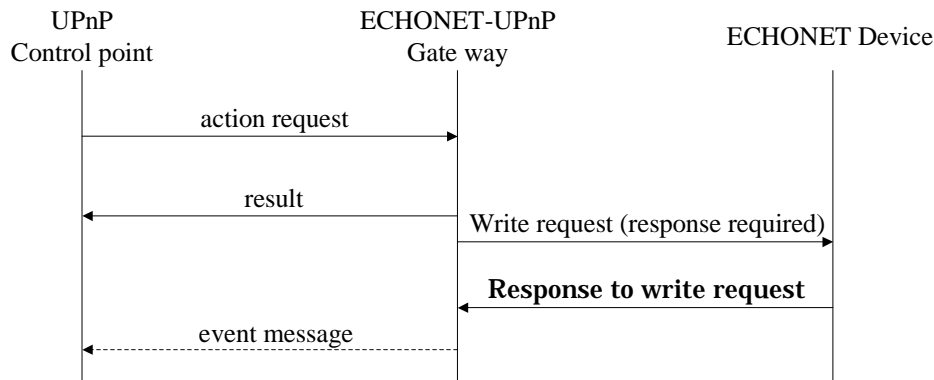 UPnP
Control point
ECHONET-UPnP
Gate way
ECHONET Device
action request
result
Write request (response required)
Response to write request
event message